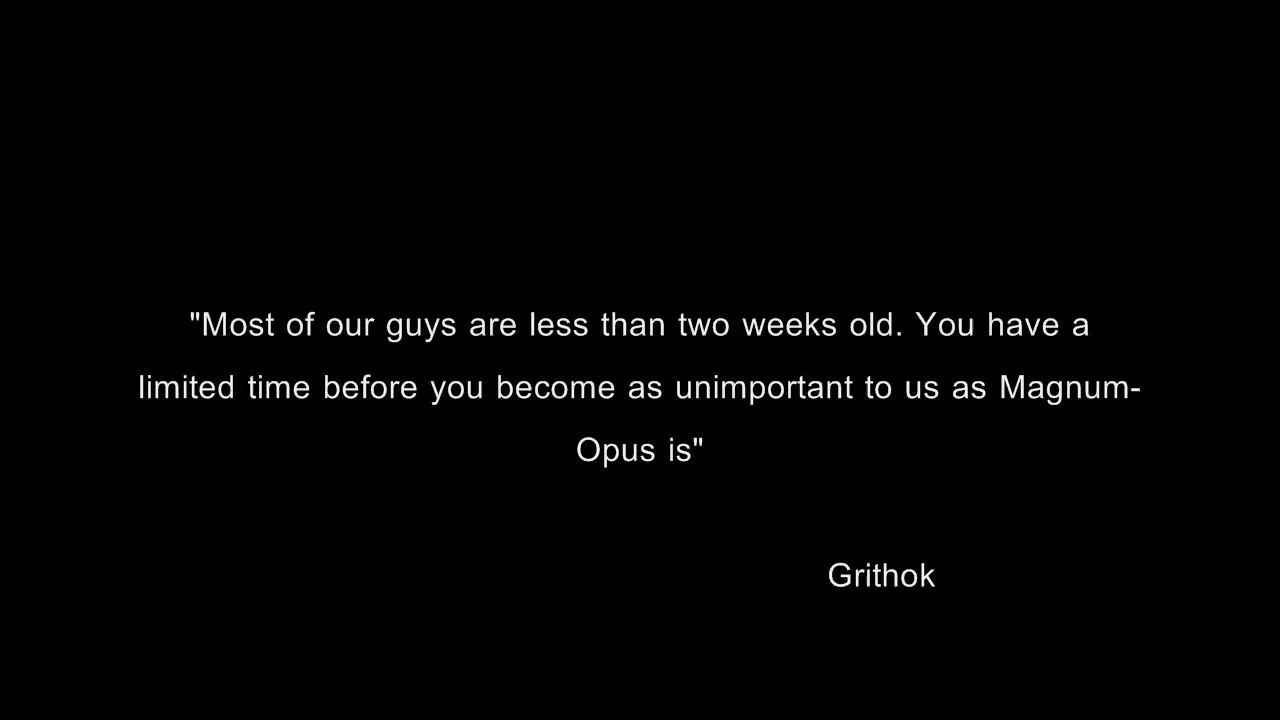 "Most of our guys are less than two weeks old. You have a
limited time before you become as unimportant to us as Magnum-
Opus is"
Grithok